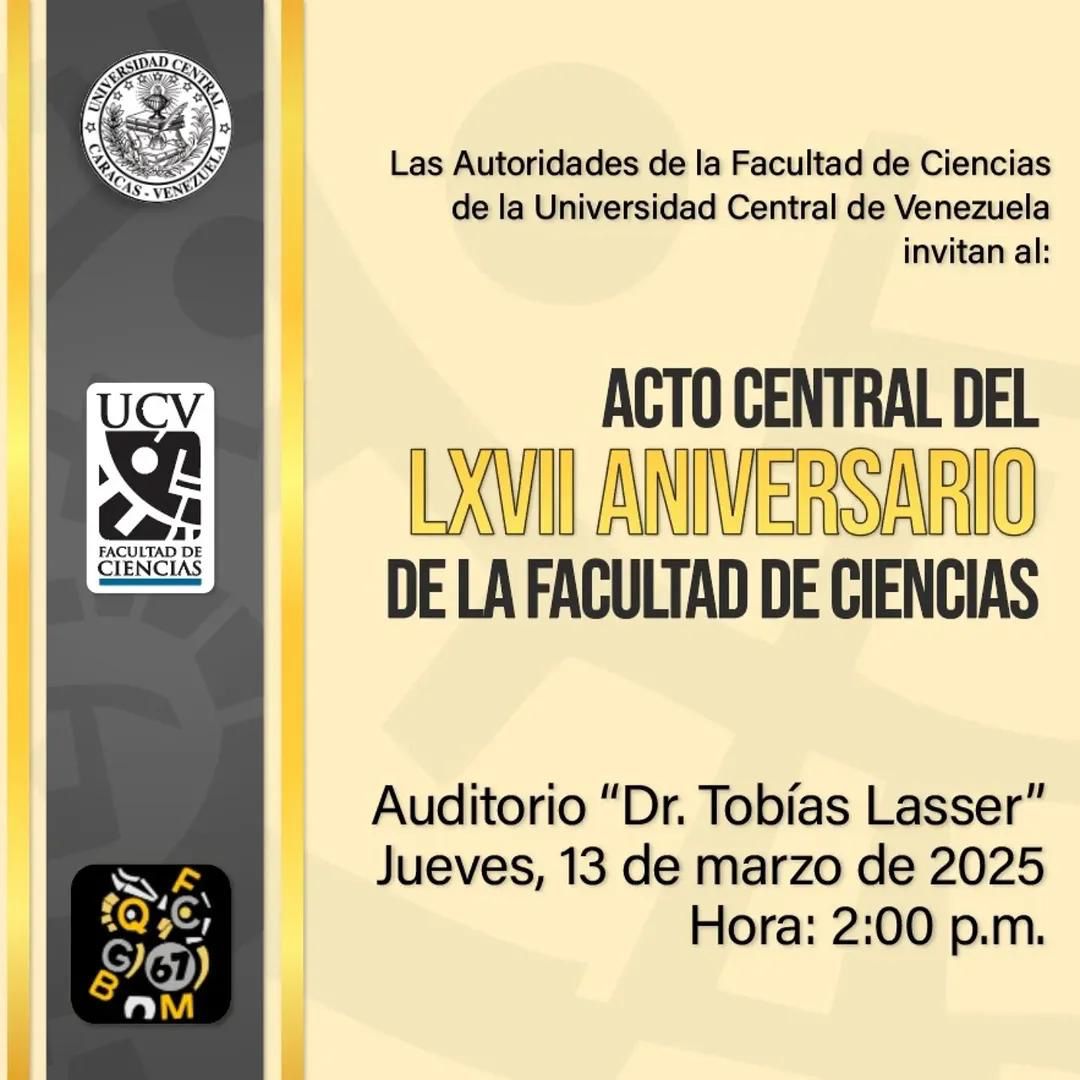 UNIVERSIDAD CENTRAL
CARACAS - VENEZUELA
Las Autoridades de la Facultad de Ciencias
de la Universidad Central de Venezuela
invitan al:
UCV
FACULTAD DE
CIENCIAS
ACTO CENTRAL DEL
LXVII ANIVERSARIO
DE LA FACULTAD DE CIENCIAS
Auditorio “Dr. Tobías Lasser”
Jueves, 13 de marzo de 2025
Hora: 2:00 p.m.
F
Q C
G 67
B M